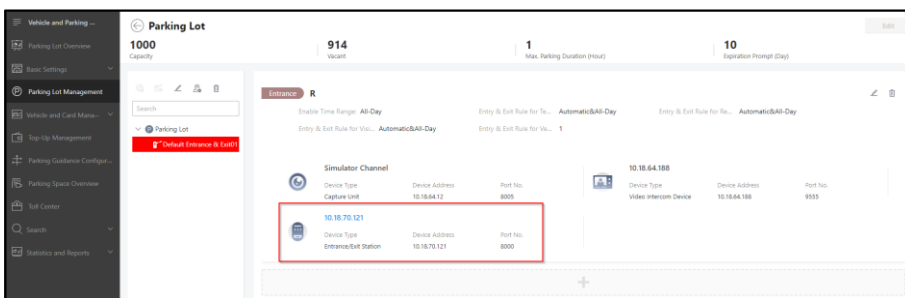 Vehicle and Parking ...
Parking Lot Overview
Basic Settings
Parking Lot Management
Vehicle and Card Mana...
Top-Up Management
Parking Guidance Configur...
Parking Space Overview
Toll Center
Search
Statistics and Reports
Parking Lot
Edit
1000
Capacity
914
Vacant
1
Max. Parking Duration (Hour)
10
Expiration Prompt (Day)
Search
Parking Lot
Default Entrance & Exit01
Entrance R
Enable Time Range: All-Day
Entry & Exit Rule for Te... Automatic&All-Day
Entry & Exit Rule for Re... Automatic&All-Day
Entry & Exit Rule for Visi... Automatic&All-Day
Entry & Exit Rule for Ve... 1
Simulator Channel
Device Type Device Address Port No.
Capture Unit 10.18.64.12 8005
10.18.64.188
Device Type Device Address Port No.
Video Intercom Device 10.18.64.188 9555
10.18.70.121
Device Type Device Address Port No.
Entrance/Exit Station 10.18.70.121 8000